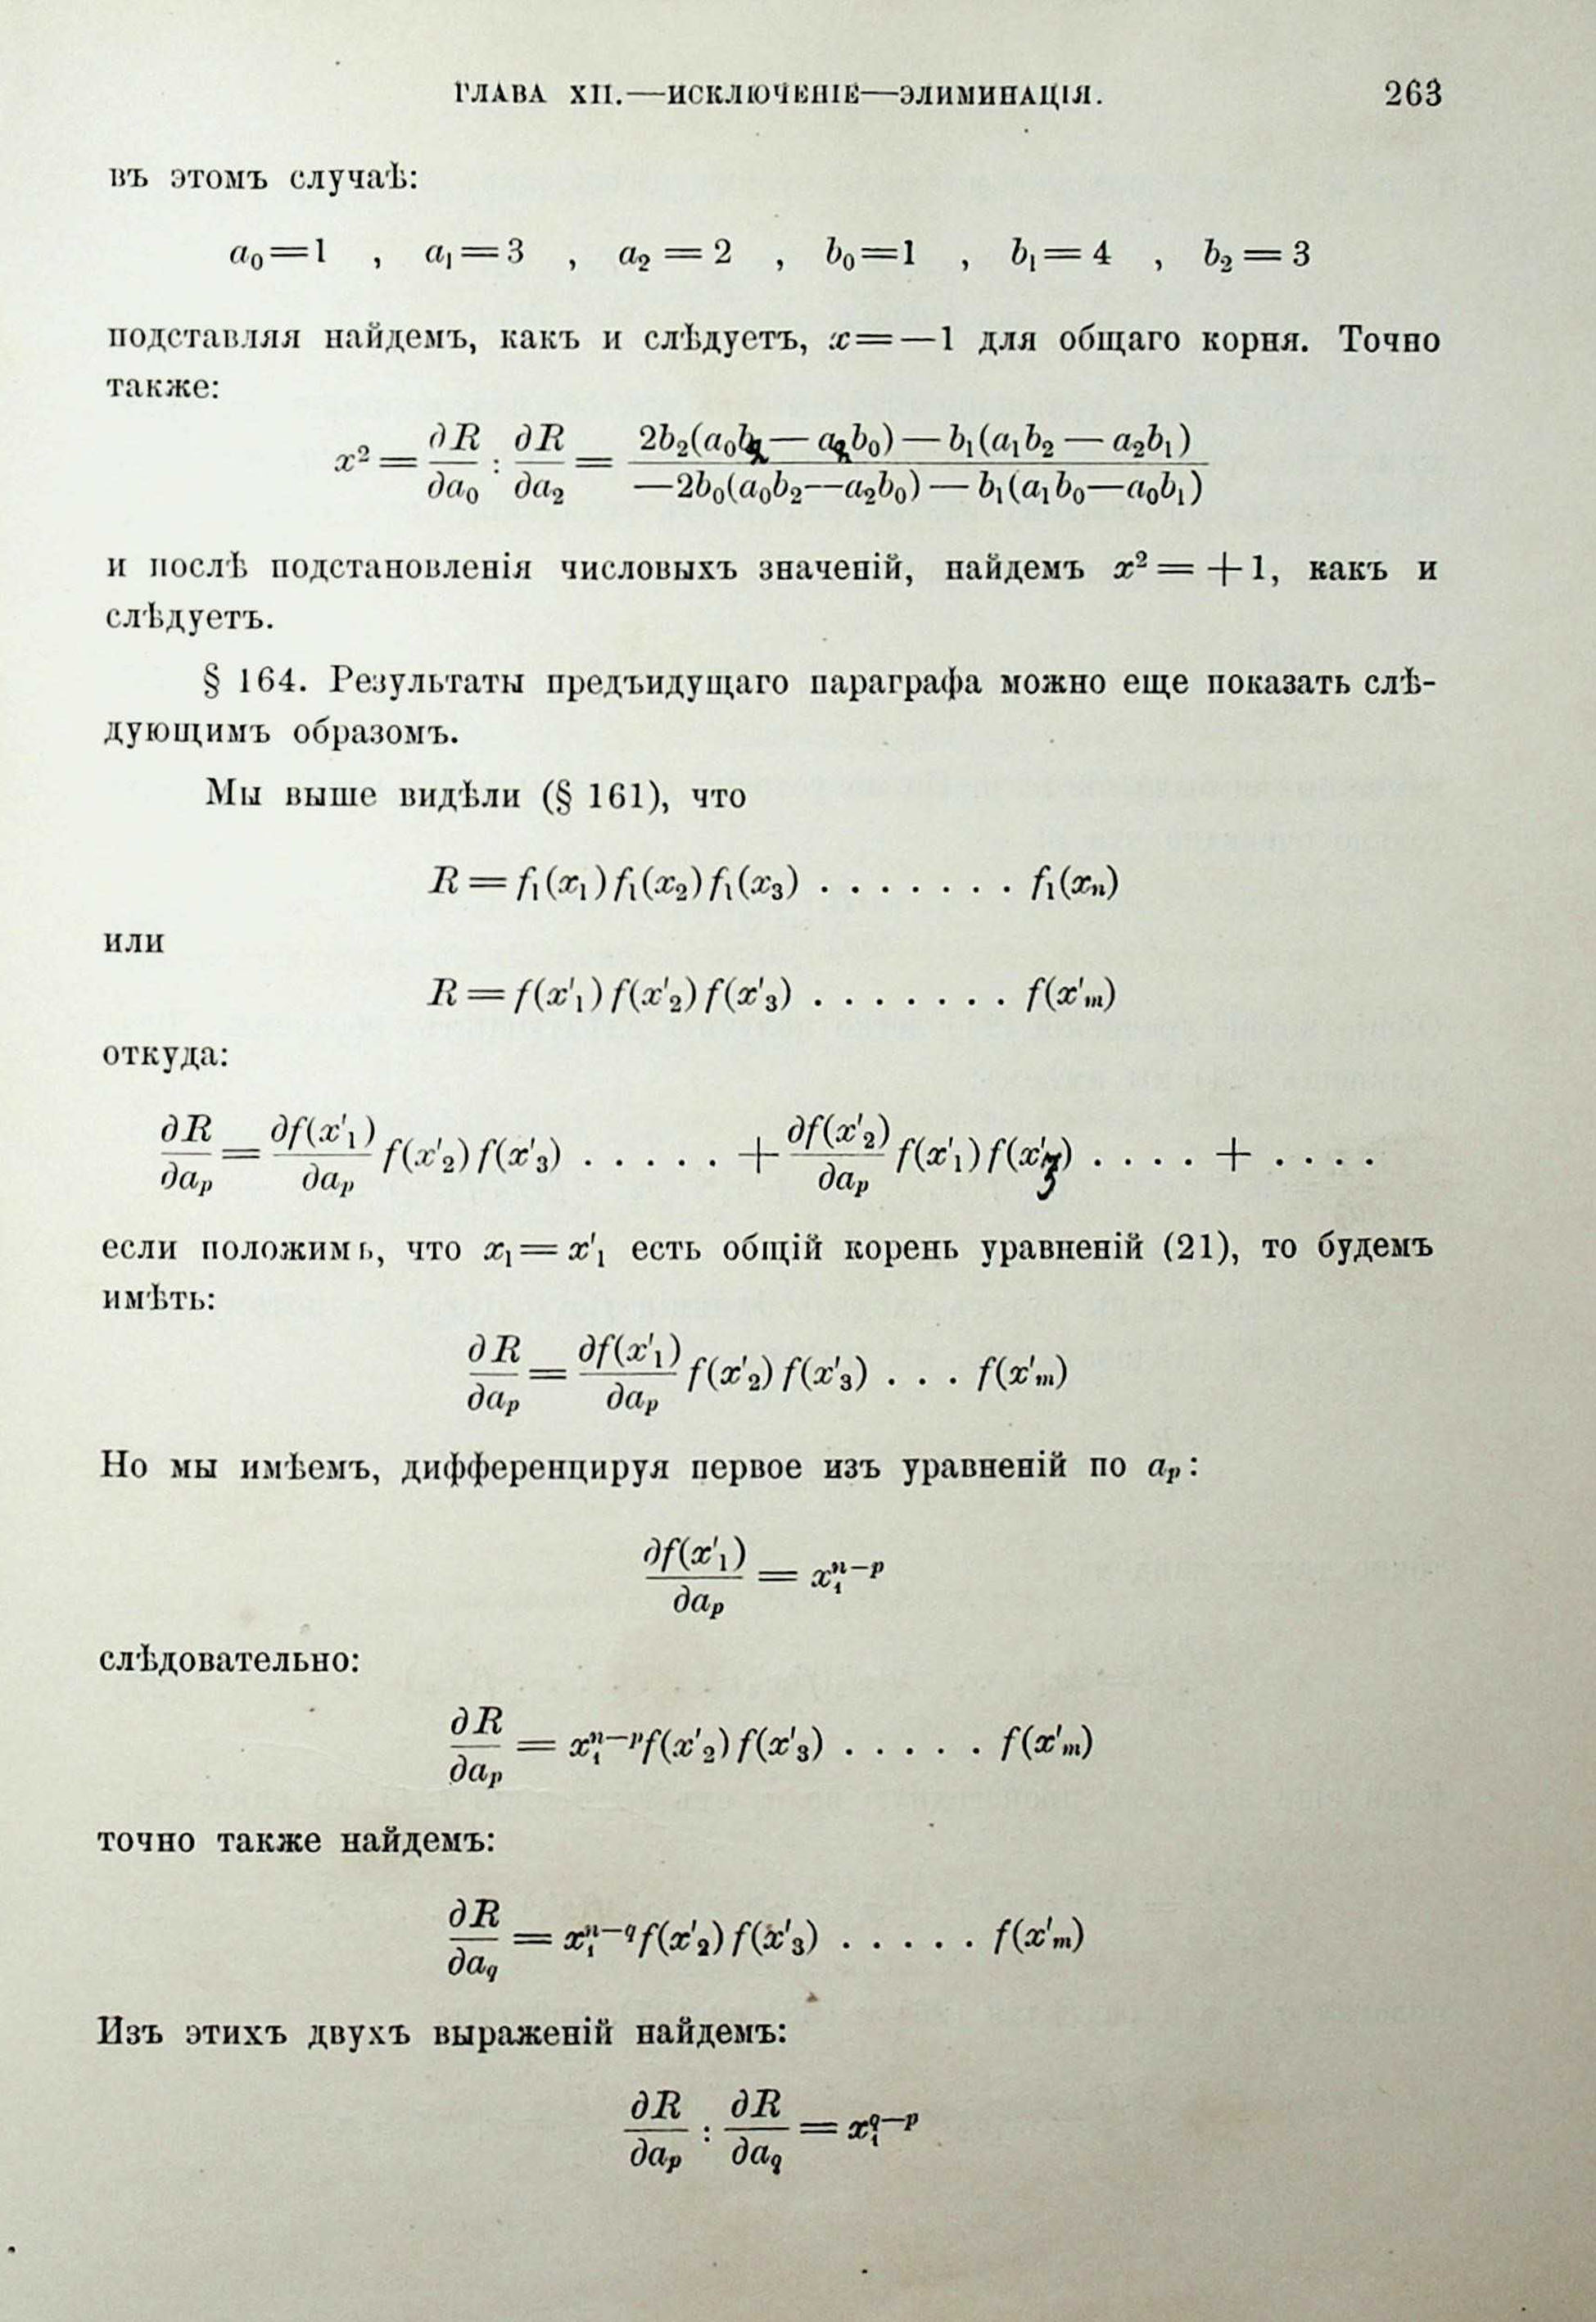 ГЛАВА XII.—ИСКЛЮЧЕНІЕ—ЭЛИМИНАЦІЯ. 263
въ этомъ случаѣ:
a₀=1 , a₁=3 , a₂=2 , b₀=1 , b₁=4 , b₂=3
подставляя найдемъ, какъ и слѣдуетъ, x=—1 для общаго корня. Точно
также:
x² = ∂R/∂a₀ : ∂R/∂a₂ = (2b₂(a₀b₂ — a₂b₀) — b₁(a₁b₂ — a₂b₁))/(—2b₀(a₀b₂—a₂b₀) — b₁(a₁b₀—a₀b₁))
и послѣ подстановленія числовыхъ значеній, найдемъ x²=+1, какъ и
слѣдуетъ.
§ 164. Результаты предъидущаго параграфа можно еще показать слѣ-
дующимъ образомъ.
Мы выше видѣли (§ 161), что
R=f₁(x₁)f₁(x₂)f₁(x₃) . . . . . . . f₁(xₙ)
или
R=f(x'₁)f(x'₂)f(x'₃) . . . . . . . f(x'ₘ)
откуда:
∂R/∂aₚ = ∂f(x'₁)/∂aₚ f(x'₂)f(x'₃) . . . . . + ∂f(x'₂)/∂aₚ f(x'₁)f(x'₃) . . . . + . . . .
если положимъ, что x₁=x'₁ есть общій корень уравненій (21), то будемъ
имѣть:
∂R/∂aₚ = ∂f(x'₁)/∂aₚ f(x'₂)f(x'₃) . . . f(x'ₘ)
Но мы имѣемъ, дифференцируя первое изъ уравненій по aₚ:
∂f(x'₁)/∂aₚ = x₁ⁿ⁻ᵖ
слѣдовательно:
∂R/∂aₚ = x₁ⁿ⁻ᵖf(x'₂)f(x'₃) . . . . . f(x'ₘ)
точно также найдемъ:
∂R/∂a_q = x₁^{n—q}f(x'₂)f(x'₃) . . . . . f(x'ₘ)
Изъ этихъ двухъ выраженій найдемъ:
∂R/∂aₚ : ∂R/∂a_q = x₁^{q—p}